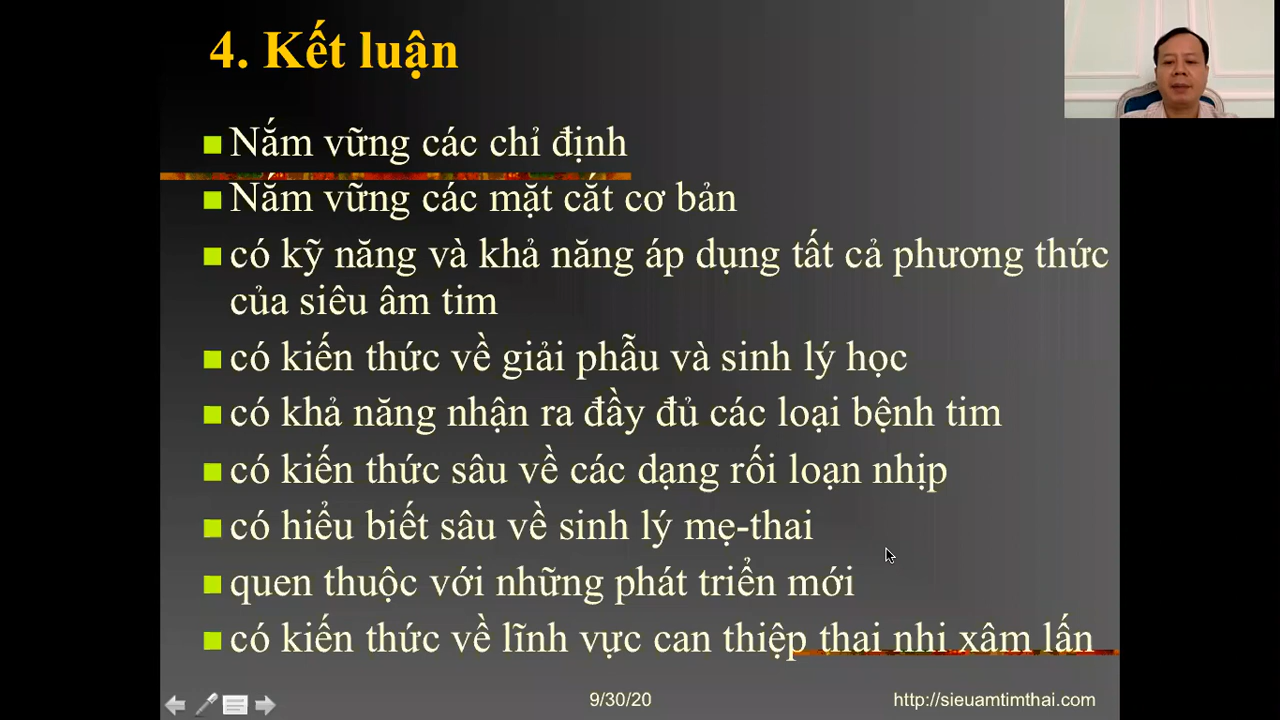 4. Kết luận
Nắm vững các chỉ định
Nắm vững các mặt cắt cơ bản
có kỹ năng và khả năng áp dụng tất cả phương thức
của siêu âm tim
có kiến thức về giải phẫu và sinh lý học
có khả năng nhận ra đầy đủ các loại bệnh tim
có kiến thức sâu về các dạng rối loạn nhịp
có hiểu biết sâu về sinh lý mẹ-thai
quen thuộc với những phát triển mới
có kiến thức về lĩnh vực can thiệp thai nhi xâm lấn
9/30/20
http://sieuamtimthai.com